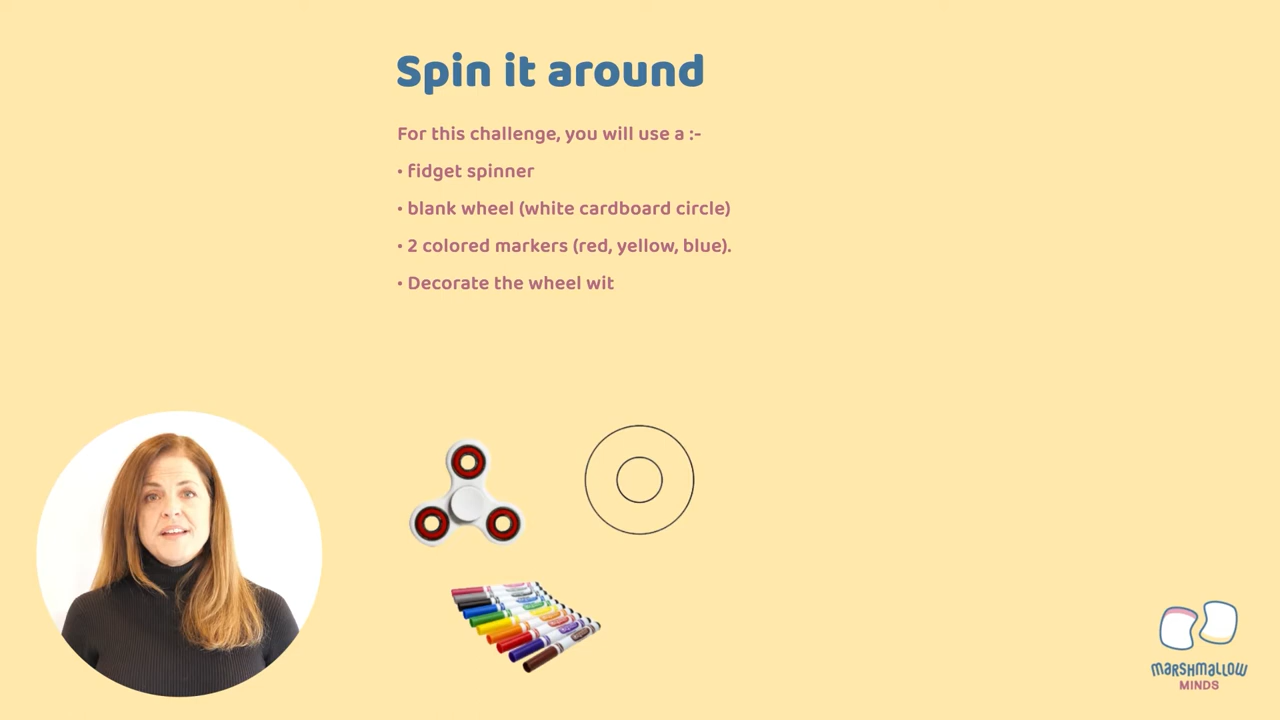 Spin it around
For this challenge, you will use a :-
• fidget spinner
• blank wheel (white cardboard circle)
• 2 colored markers (red, yellow, blue).
• Decorate the wheel wit
MARSHMALLOW
MINDS